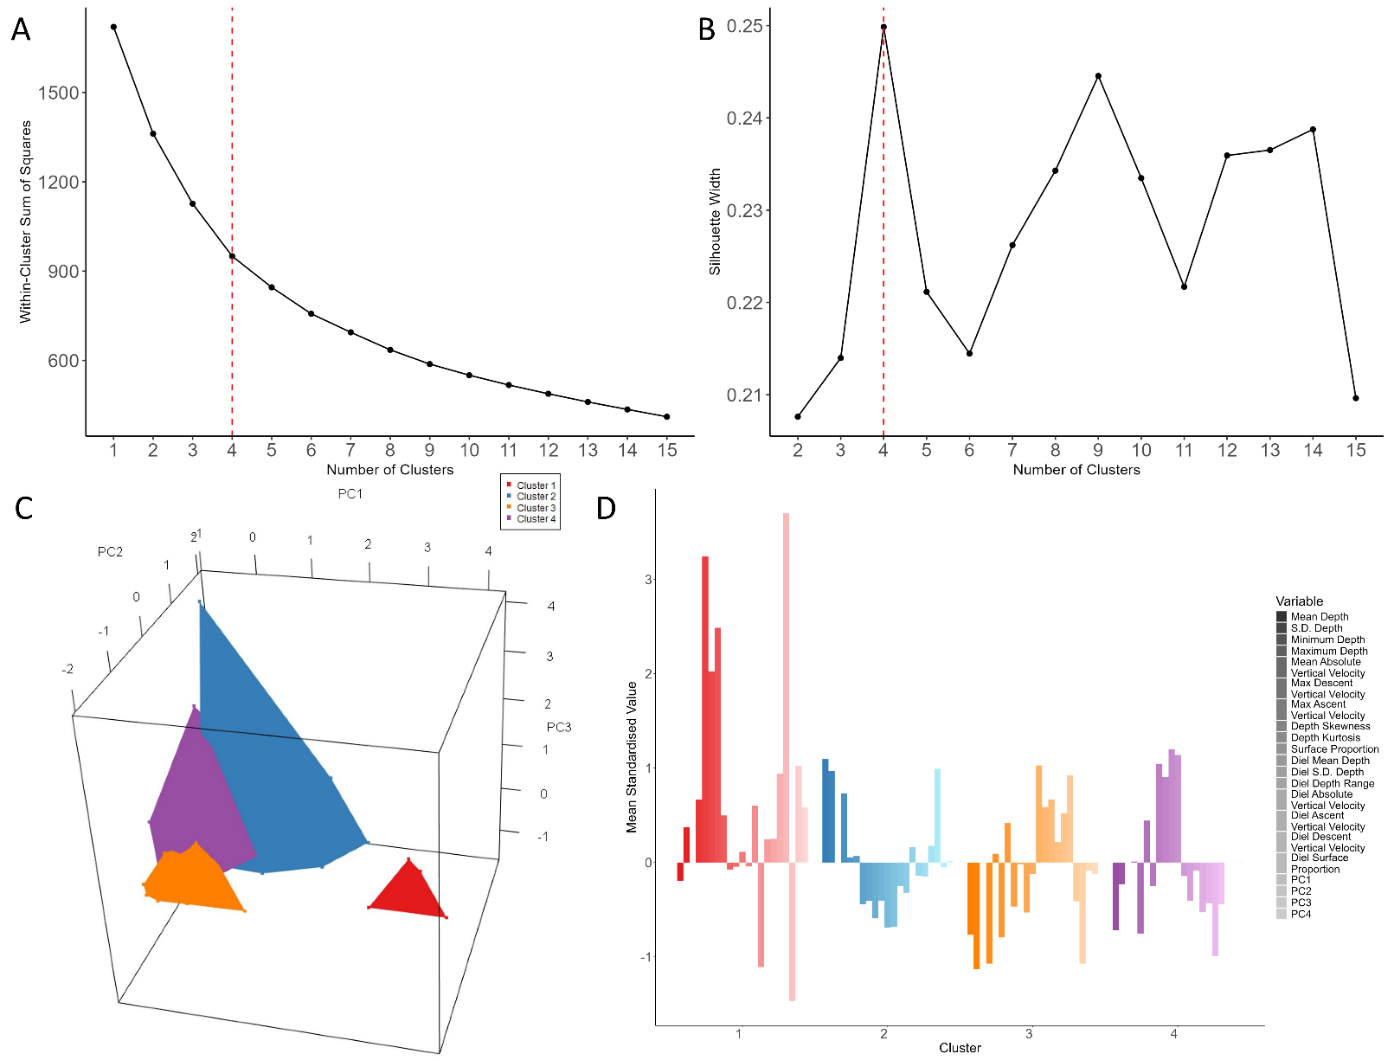 A
Within-Cluster Sum of Squares
1500
1200
900
600
1 2 3 4 5 6 7 8 9 10 11 12 13 14 15
Number of Clusters
B
Silhouette Width
0.25
0.24
0.23
0.22
0.21
2 3 4 5 6 7 8 9 10 11 12 13 14 15
Number of Clusters
C
PC1
Cluster 1
Cluster 2
Cluster 3
Cluster 4
-1 0 1 2 3 4
PC2
2
1
0
-1
-2
4
3
2
PC3
1
0
-1
D
Mean Standardised Value
3
2
1
0
-1
1 2 3 4
Cluster
Variable
Mean Depth
S.D. Depth
Minimum Depth
Maximum Depth
Mean Absolute
Vertical Velocity
Max Descent
Vertical Velocity
Max Ascent
Vertical Velocity
Depth Skewness
Depth Kurtosis
Surface Proportion
Diel Mean Depth
Diel S.D. Depth
Diel Depth Range
Diel Absolute
Vertical Velocity
Diel Ascent
Vertical Velocity
Diel Descent
Vertical Velocity
Diel Surface
Proportion
PC1
PC2
PC3
PC4